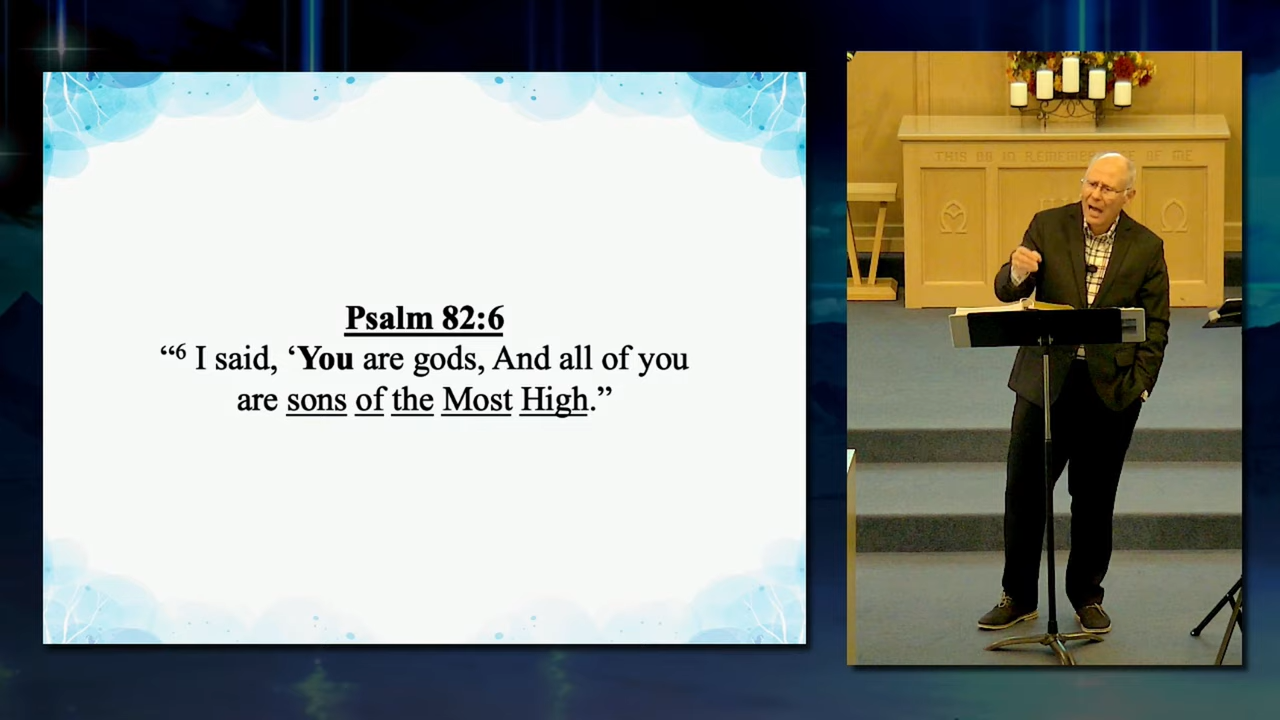 Psalm 82:6
“⁶ I said, ‘You are gods, And all of you
are sons of the Most High.”
THIS DO IN REMEMBRANCE OF ME